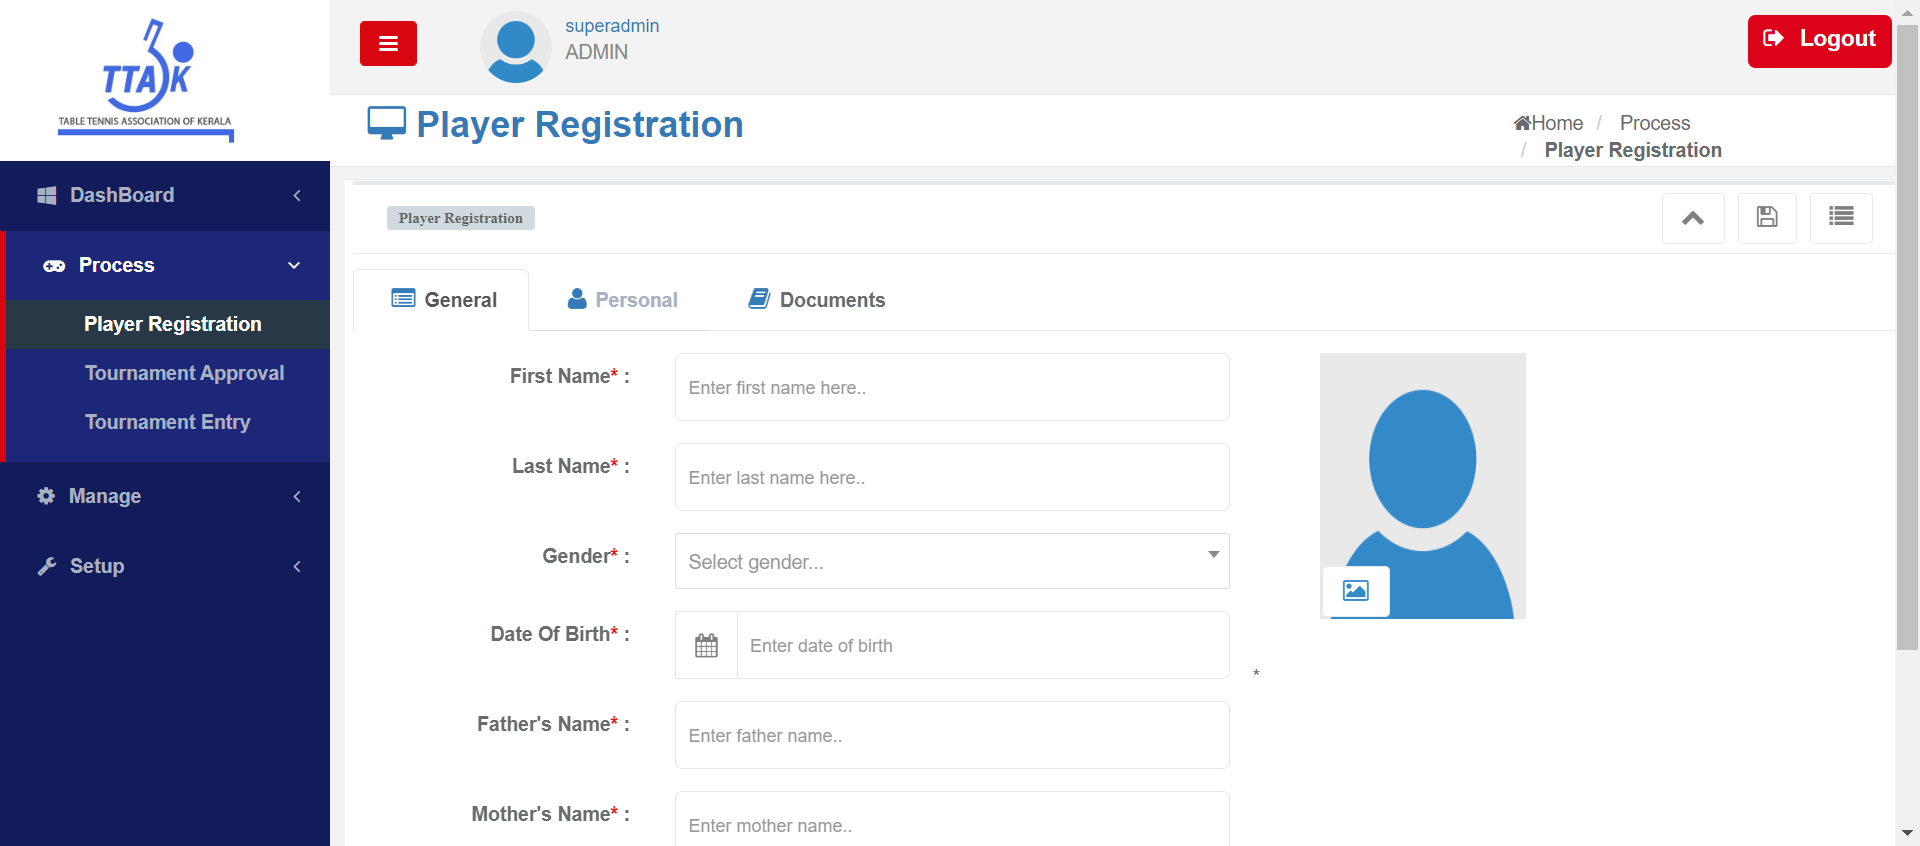 TTAK
TABLE TENNIS ASSOCIATION OF KERALA
DashBoard
Process
Player Registration
Tournament Approval
Tournament Entry
Manage
Setup
superadmin
ADMIN
Logout
Player Registration
Home / Process
/ Player Registration
Player Registration
General
Personal
Documents
First Name* :
Enter first name here..
Last Name* :
Enter last name here..
Gender* :
Select gender...
Date Of Birth* :
Enter date of birth
*
Father's Name* :
Enter father name..
Mother's Name* :
Enter mother name..